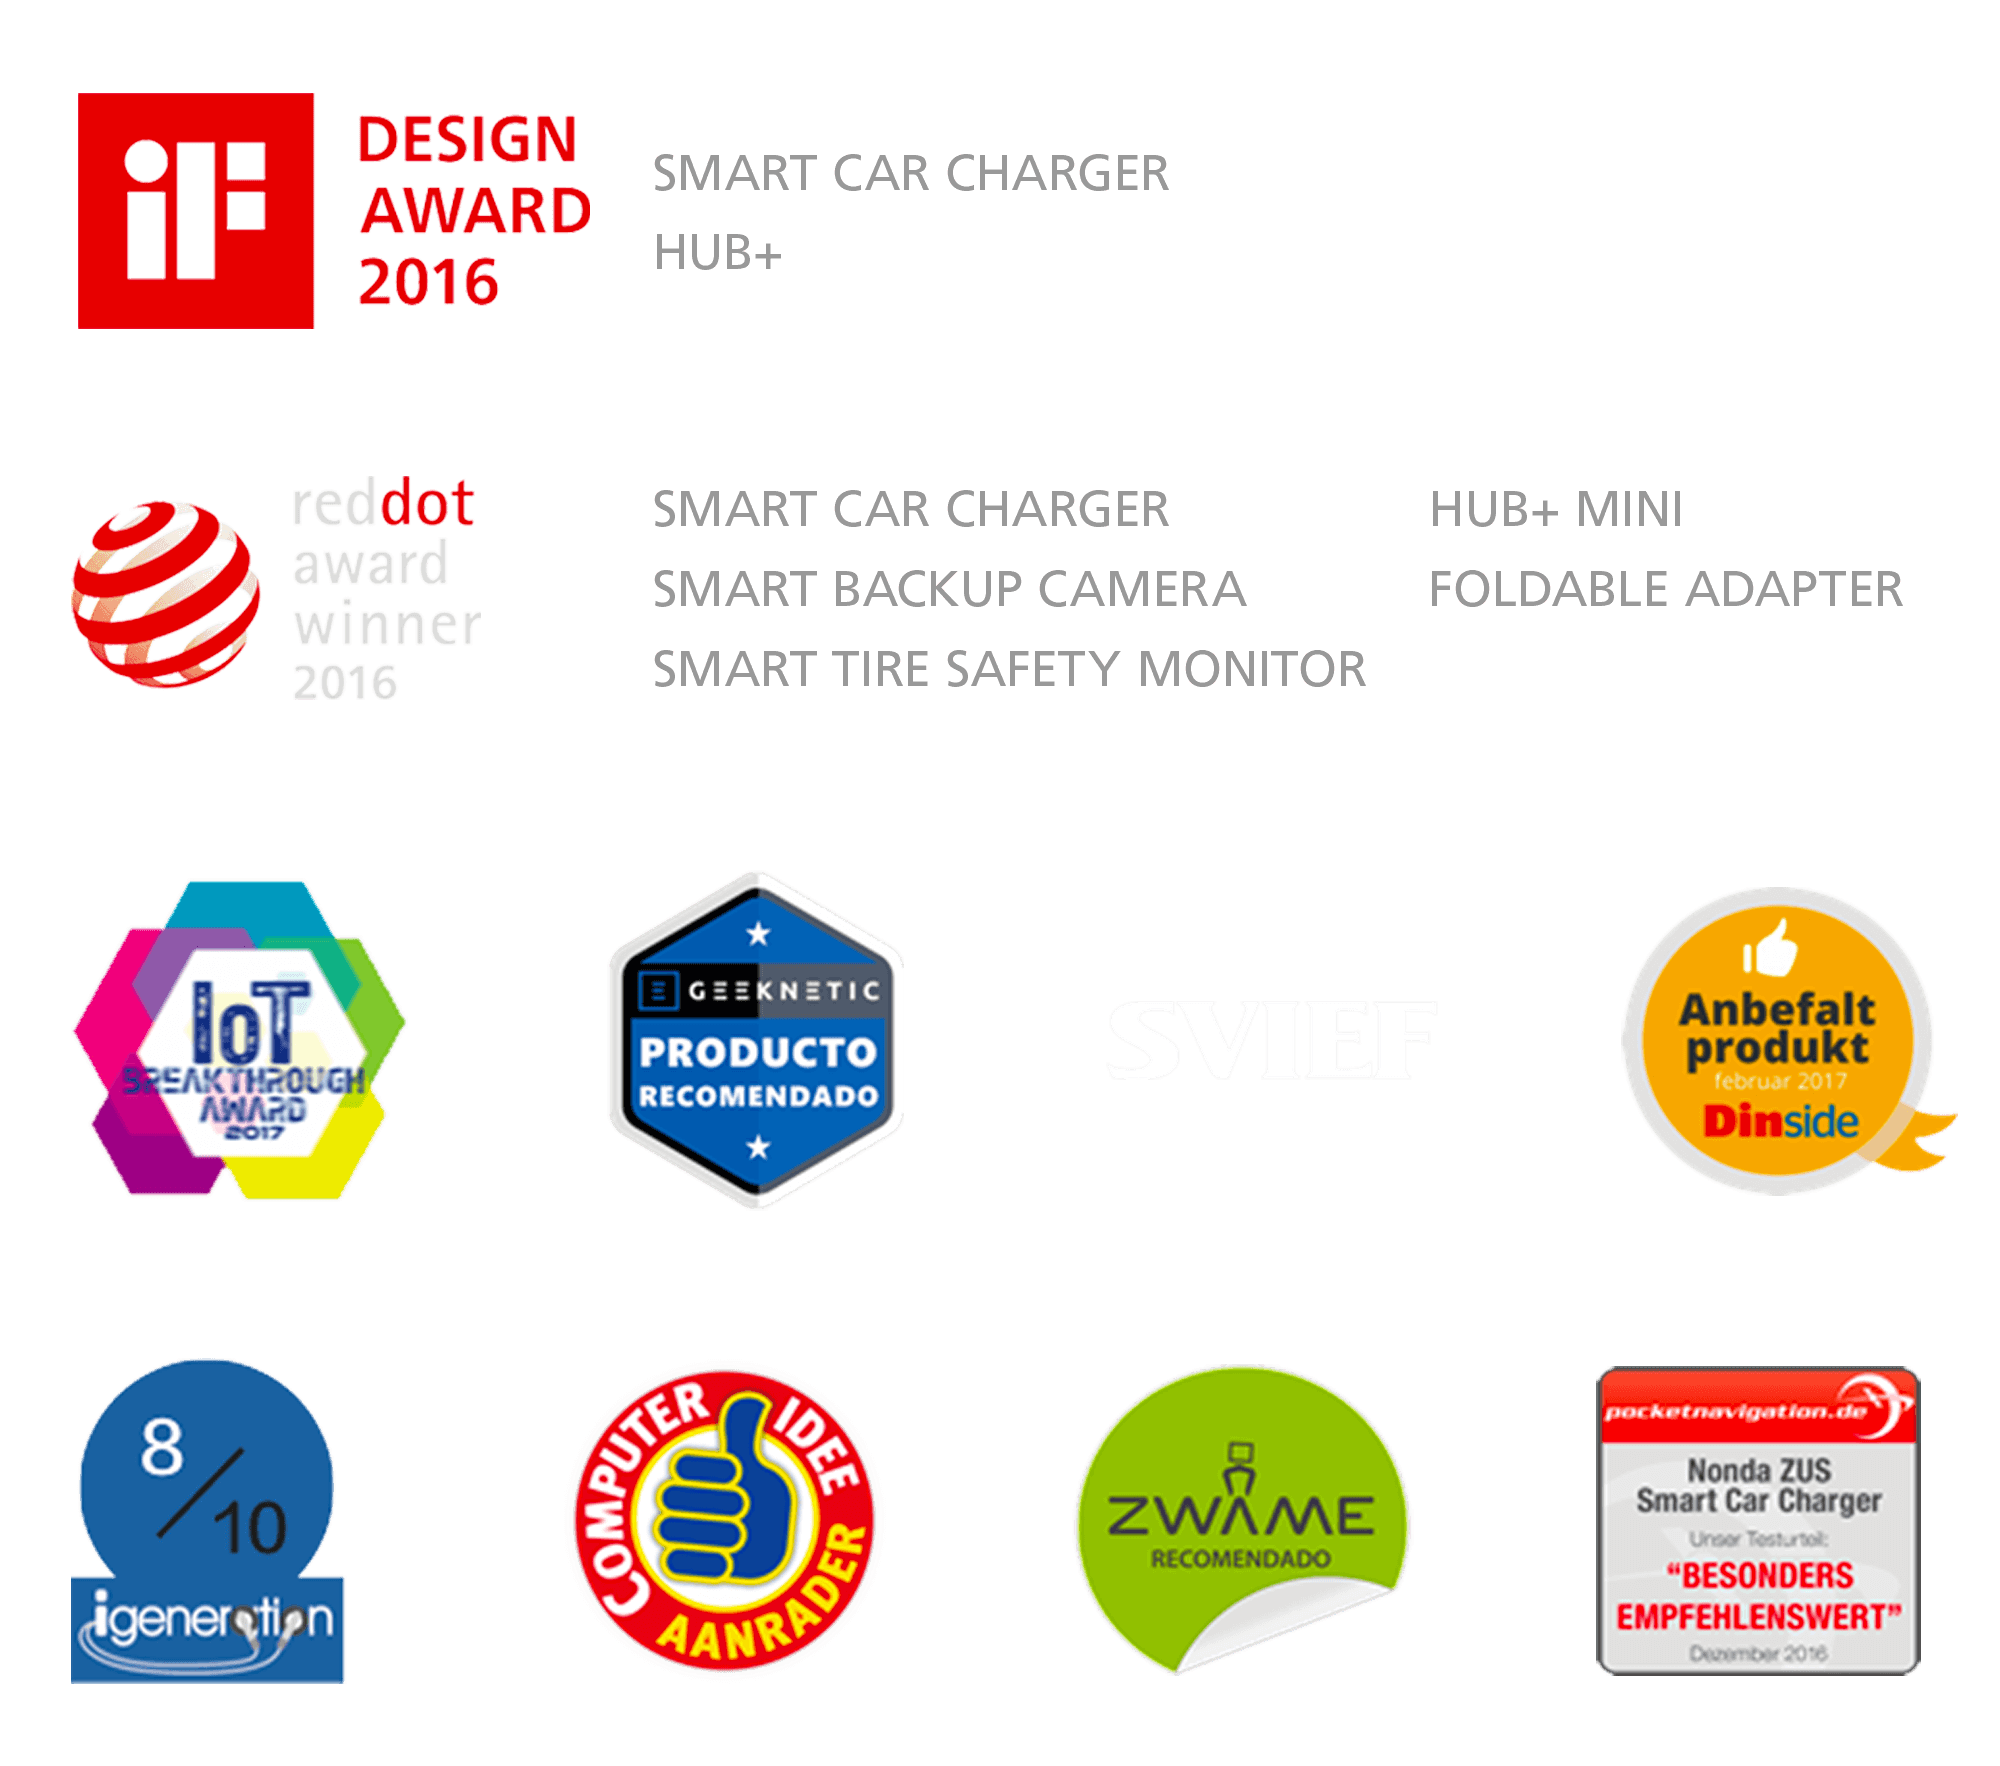 iF
DESIGN
AWARD
2016
SMART CAR CHARGER
HUB+
reddot
award
winner
2016
SMART CAR CHARGER
SMART BACKUP CAMERA
SMART TIRE SAFETY MONITOR
HUB+ MINI
FOLDABLE ADAPTER
IoT
BREAKTHROUGH
AWARD
2017
GEEKNETIC
PRODUCTO
RECOMENDADO
SVIEF
Anbefalt
produkt
februar 2017
Dinside
8/10
igeneration
COMPUTER IDEE
AANRADER
ZWAME
RECOMENDADO
pocketnavigation.de
Nonda ZUS
Smart Car Charger
Unser Testurteil:
“BESONDERS
EMPFEHLENSWERT”
Dezember 2016